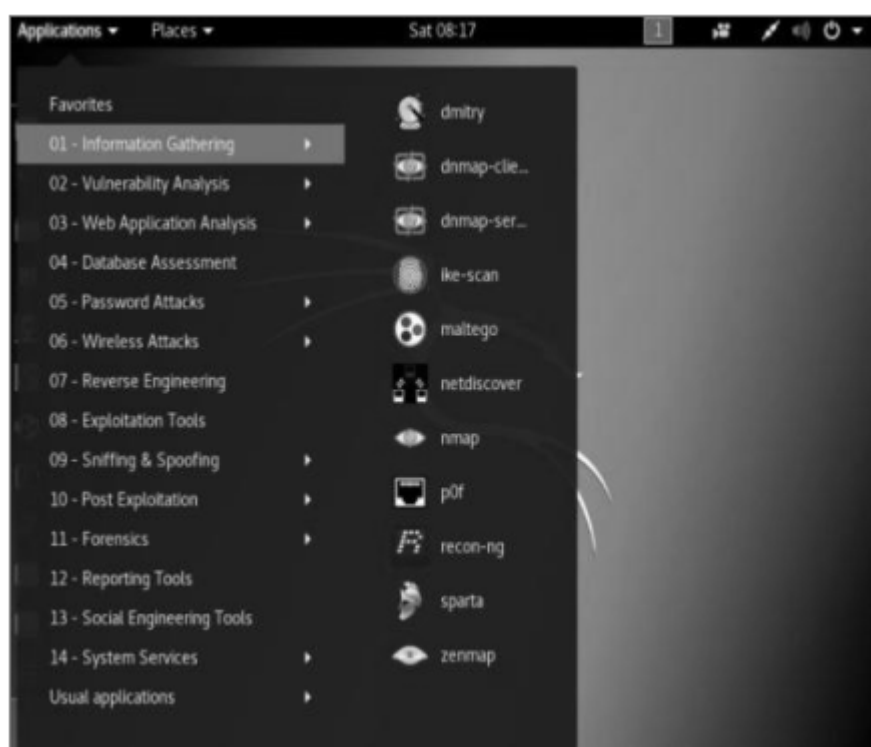 Applications Places Sat 08:17 1
Favorites
01 - Information Gathering
02 - Vulnerability Analysis
03 - Web Application Analysis
04 - Database Assessment
05 - Password Attacks
06 - Wireless Attacks
07 - Reverse Engineering
08 - Exploitation Tools
09 - Sniffing & Spoofing
10 - Post Exploitation
11 - Forensics
12 - Reporting Tools
13 - Social Engineering Tools
14 - System Services
Usual applications
dmitry
dnmap-clie...
dnmap-ser...
ike-scan
maltego
netdiscover
nmap
p0f
recon-ng
sparta
zenmap